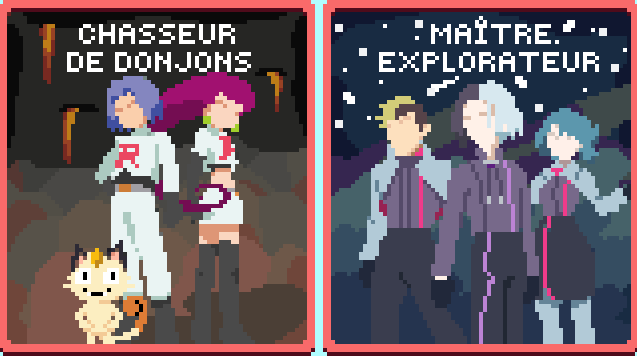 CHASSEUR
DE DONJONS
R
MAÎTRE
EXPLORATEUR